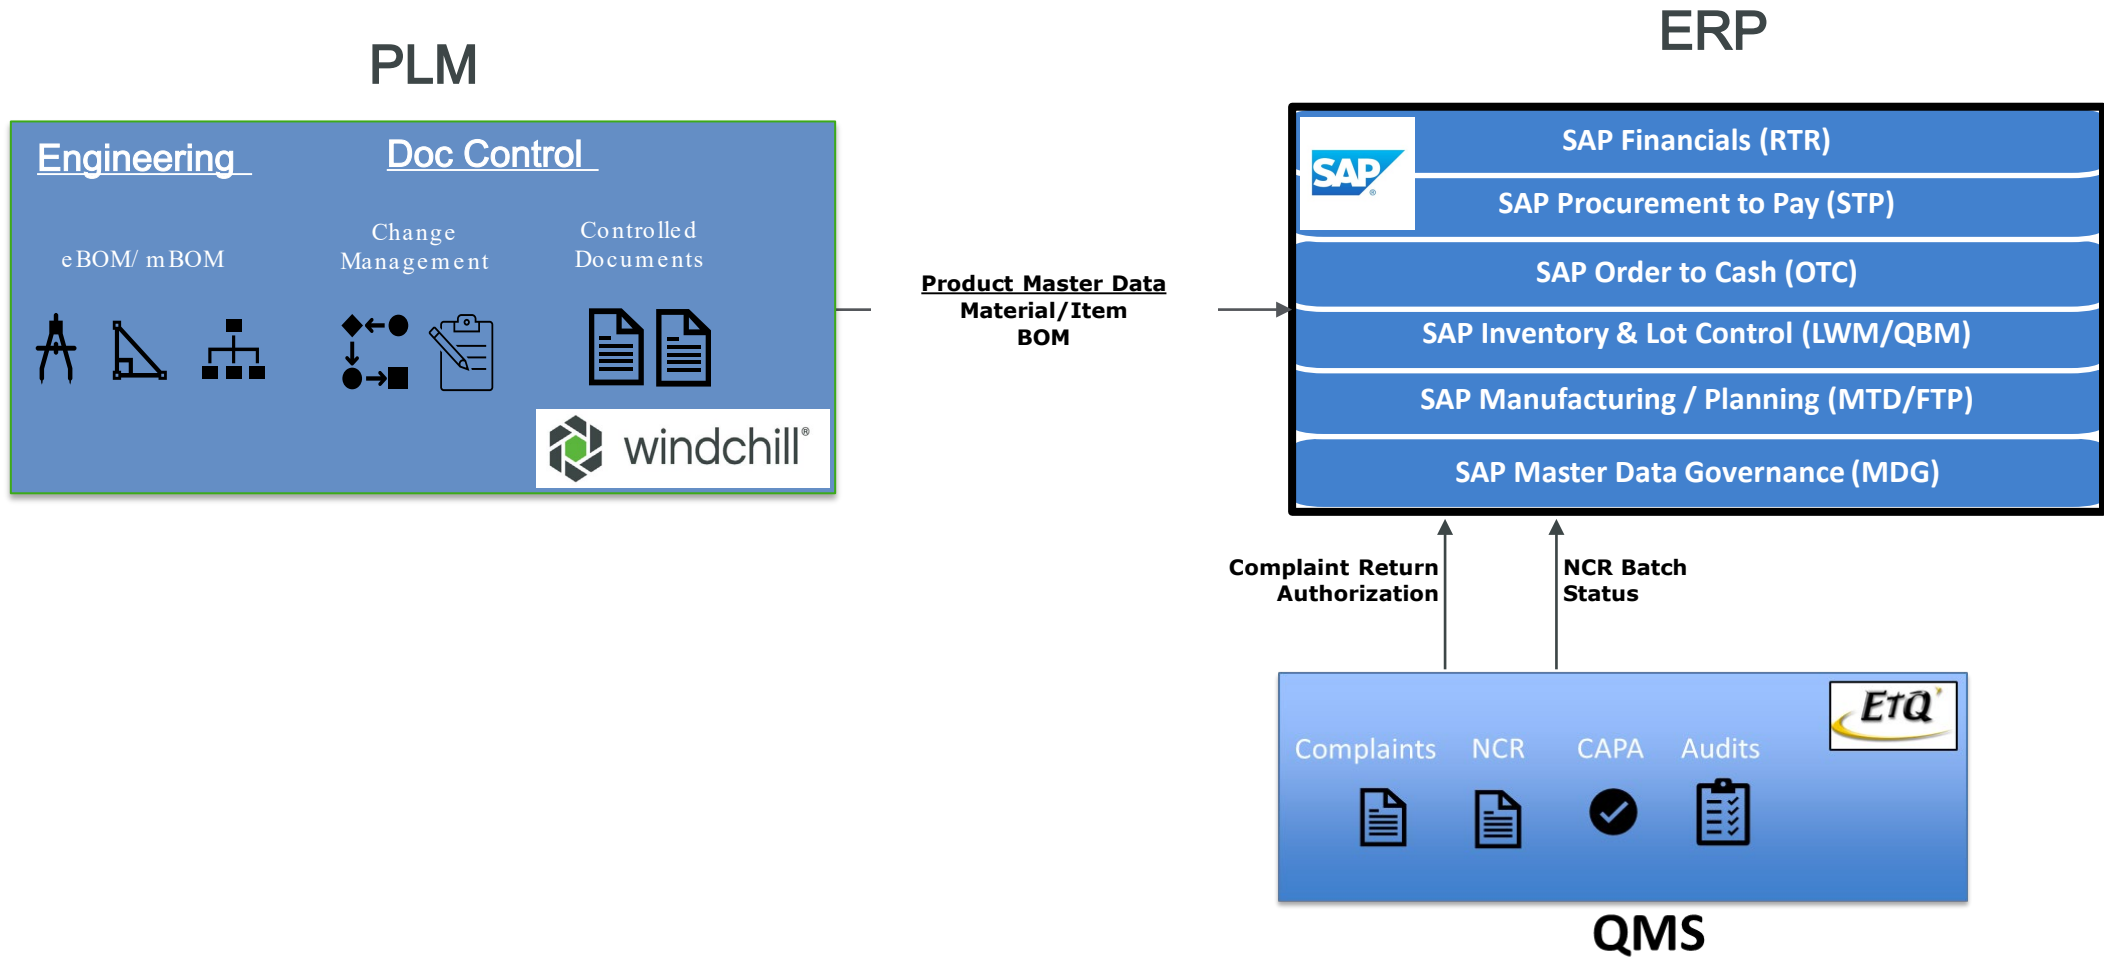 PLM
ERP
Engineering
Doc Control
eBOM/ mBOM
Change
Management
Controlled
Documents
windchill®
Product Master Data
Material/Item
BOM
SAP®
SAP Financials (RTR)
SAP Procurement to Pay (STP)
SAP Order to Cash (OTC)
SAP Inventory & Lot Control (LWM/QBM)
SAP Manufacturing / Planning (MTD/FTP)
SAP Master Data Governance (MDG)
Complaint Return
Authorization
NCR Batch
Status
ETQ
Complaints
NCR
CAPA
Audits
QMS